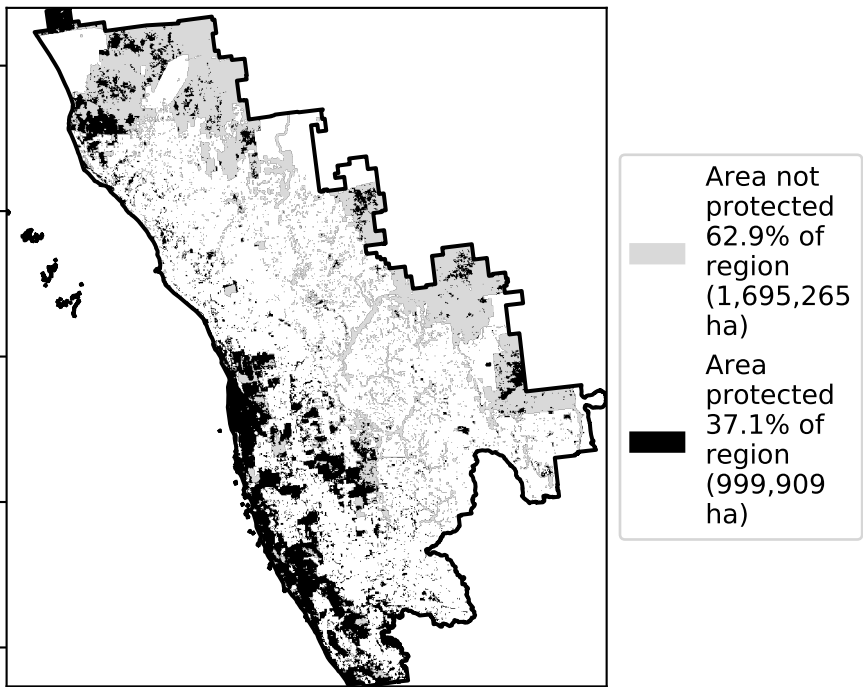 Area not
protected
62.9% of
region
(1,695,265
ha)
Area
protected
37.1% of
region
(999,909
ha)